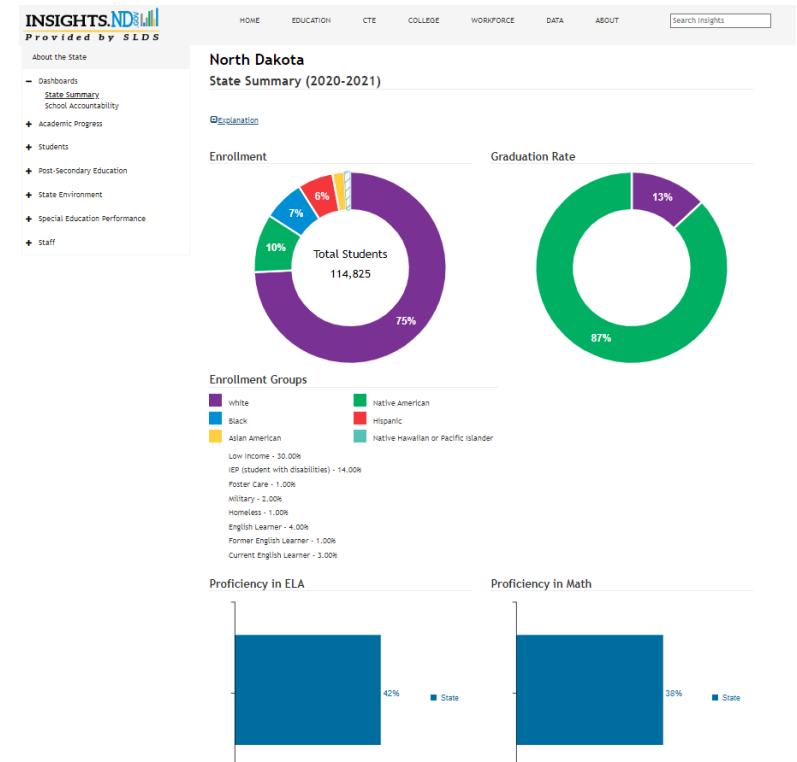 INSIGHTS.ND.gov
Provided by SLDS
HOME EDUCATION CTE COLLEGE WORKFORCE DATA ABOUT Search Insights
About the State
Dashboards
State Summary
School Accountability
Academic Progress
Students
Post-Secondary Education
State Environment
Special Education Performance
Staff
North Dakota
State Summary (2020-2021)
Explanation
Enrollment
6%
7%
10%
Total Students
114,825
75%
Graduation Rate
13%
87%
Enrollment Groups
White Native American
Black Hispanic
Asian American Native Hawaiian or Pacific Islander
Low Income - 30.00%
IEP (student with disabilities) - 14.00%
Foster Care - 1.00%
Military - 2.00%
Homeless - 1.00%
English Learner - 4.00%
Former English Learner - 1.00%
Current English Learner - 3.00%
Proficiency in ELA
42% State
Proficiency in Math
38% State